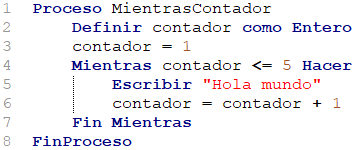 1 Proceso MientrasContador
2 Definir contador como Entero
3 contador = 1
4 Mientras contador <= 5 Hacer
5 Escribir "Hola mundo"
6 contador = contador + 1
7 Fin Mientras
8 FinProceso